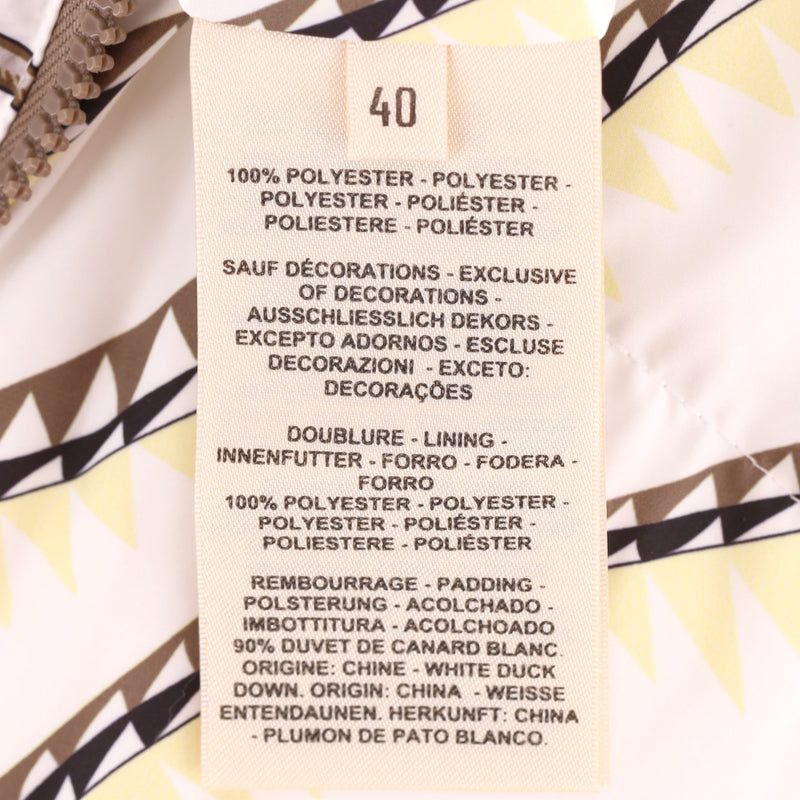 40
100% POLYESTER - POLYESTER -
POLYESTER - POLIÉSTER -
POLIESTERE - POLIÉSTER
SAUF DÉCORATIONS - EXCLUSIVE
OF DECORATIONS -
AUSSCHLIESSLICH DEKORS -
EXCEPTO ADORNOS - ESCLUSE
DECORAZIONI - EXCETO:
DECORAÇÕES
DOUBLURE - LINING -
INNENFUTTER - FORRO - FODERA -
FORRO
100% POLYESTER - POLYESTER -
POLYESTER - POLIÉSTER -
POLIESTERE - POLIÉSTER
REMBOURRAGE - PADDING -
POLSTERUNG - ACOLCHADO -
IMBOTTITURA - ACOLCHOADO
90% DUVET DE CANARD BLANC.
ORIGINE: CHINE - WHITE DUCK
DOWN. ORIGIN: CHINA - WEISSE
ENTENDAUNEN. HERKUNFT: CHINA
- PLUMON DE PATO BLANCO.